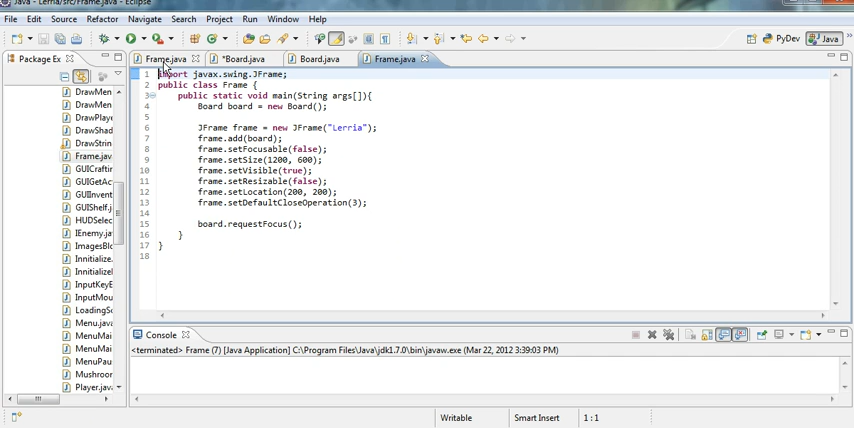 Java - Lerria/src/Frame.java - Eclipse
File Edit Source Refactor Navigate Search Project Run Window Help
PyDev Java
Package Ex
Frame.java *Board.java Board.java Frame.java
DrawMen
DrawMen
DrawPlaye
DrawShad
DrawStrin
Frame.jav
GUICraftin
GUIGetAc
GUIInvent
GUIShelf.j
HUDSelec
IEnemy.ja
ImagesBlo
Innitialize
Innitializel
InputKeyE
InputMou
LoadingSc
Menu.java
MenuMai
MenuMai
MenuPau
Mushroor
Player.java
1 import javax.swing.JFrame;
2 public class Frame {
3 public static void main(String args[]){
4 Board board = new Board();
5
6 JFrame frame = new JFrame("Lerria");
7 frame.add(board);
8 frame.setFocusable(false);
9 frame.setSize(1200, 600);
10 frame.setVisible(true);
11 frame.setResizable(false);
12 frame.setLocation(200, 200);
13 frame.setDefaultCloseOperation(3);
14
15 board.requestFocus();
16 }
17 }
18
Console
<terminated> Frame (7) [Java Application] C:\Program Files\Java\jdk1.7.0\bin\javaw.exe (Mar 22, 2012 3:39:03 PM)
Writable Smart Insert 1 : 1